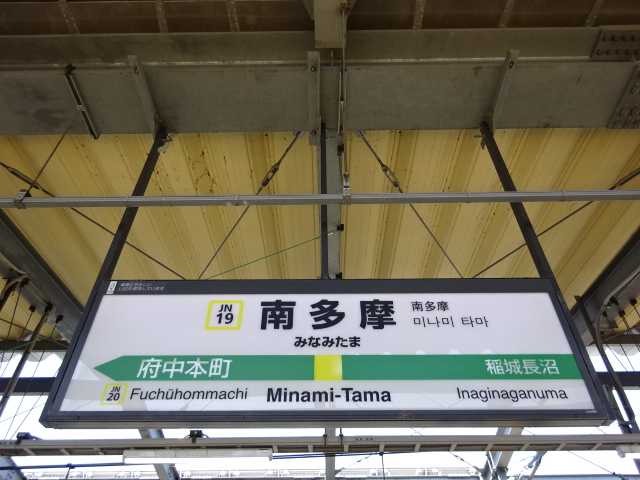 JN
19
南多摩
みなみたま
南多摩
미나미 타마
府中本町
稲城長沼
JN
20
Fuchūhommachi
Minami-Tama
Inaginaganuma